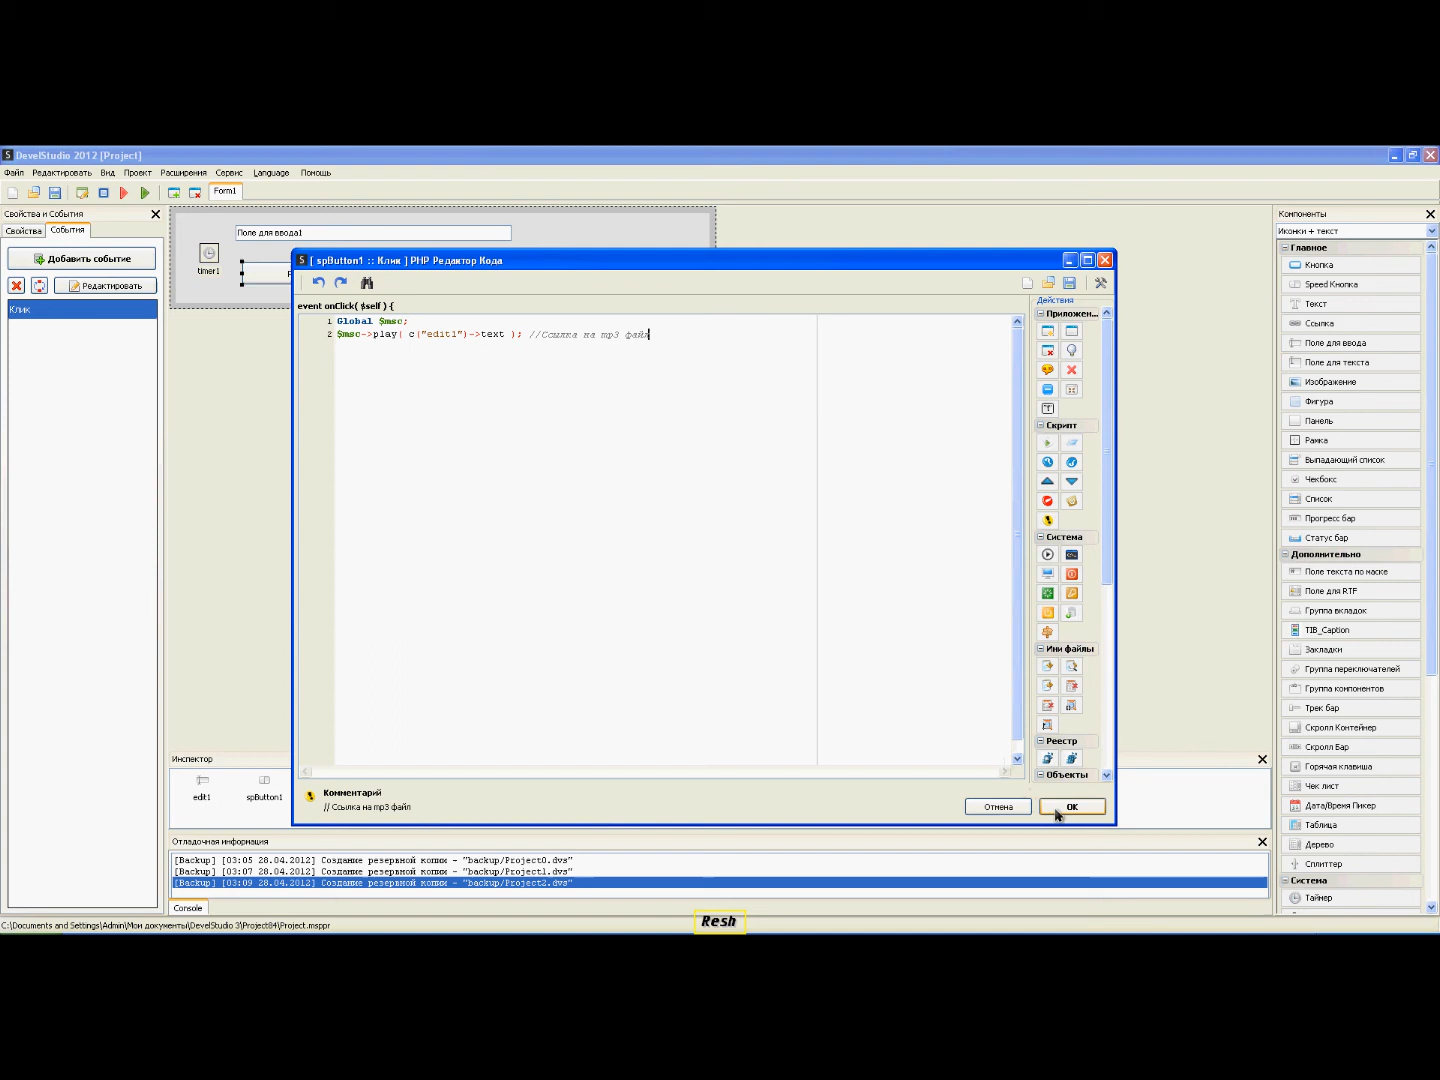 DevelStudio 2012 [Project]
Файл Редактировать Вид Проект Расширения Сервис Language Помощь
Form1
Свойства и События
Свойства События
Добавить событие
Редактировать
Клик
Поле для ввода1
timer1
[ spButton1 :: Клик ] PHP Редактор Кода
event onClick( $self ) {
1 Global $msc;
2 $msc->play( c("edit1")->text ); //Ссылка на mp3 файл
Действия
Приложен...
Скрипт
Система
Ини файлы
Реестр
Объекты
Комментарий
// Ссылка на mp3 файл
Отмена
OK
Инспектор
edit1
spButton1
Отладочная информация
[Backup] [03:05 28.04.2012] Создание резервной копии - "backup/Project0.dvs"
[Backup] [03:07 28.04.2012] Создание резервной копии - "backup/Project1.dvs"
[Backup] [03:09 28.04.2012] Создание резервной копии - "backup/Project2.dvs"
Console
C:\Documents and Settings\Admin\Мои документы\DevelStudio 3\Project84\Project.msppr
Resh
Компоненты
Иконки + текст
Главное
Кнопка
Speed Кнопка
Текст
Ссылка
Поле для ввода
Поле для текста
Изображение
Фигура
Панель
Рамка
Выпадающий список
Чекбокс
Список
Прогресс бар
Статус бар
Дополнительно
Поле текста по маске
Поле для RTF
Группа вкладок
TIB_Caption
Закладки
Группа переключателей
Группа компонентов
Трек бар
Скролл Контейнер
Скролл Бар
Горячая клавиша
Чек лист
Дата/Время Пикер
Таблица
Дерево
Сплиттер
Система
Таймер